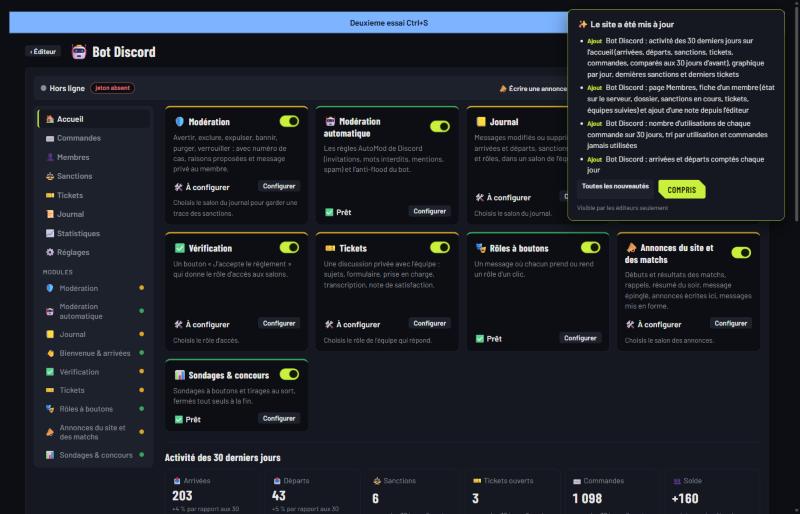 Deuxieme essai Ctrl+S
‹ Éditeur
Bot Discord
Hors ligne
jeton absent
Écrire une annonce
✨ Le site a été mis à jour
Ajout Bot Discord : activité des 30 derniers jours sur
l'accueil (arrivées, départs, sanctions, tickets,
commandes, comparés aux 30 jours d'avant), graphique
par jour, dernières sanctions et derniers tickets
Ajout Bot Discord : page Membres, fiche d'un membre (état
sur le serveur, dossier, sanctions en cours, tickets,
équipes suivies) et ajout d'une note depuis l'éditeur
Ajout Bot Discord : nombre d'utilisations de chaque
commande sur 30 jours, tri par utilisation et commandes
jamais utilisées
Ajout Bot Discord : arrivées et départs comptés chaque
jour
Toutes les nouveautés
COMPRIS
Visible par les éditeurs seulement
Accueil
Commandes
Membres
Sanctions
Tickets
Journal
Statistiques
Réglages
MODULES
Modération
Modération
automatique
Journal
Bienvenue & arrivées
Vérification
Tickets
Rôles à boutons
Annonces du site et
des matchs
Sondages & concours
Modération
Avertir, exclure, expulser, bannir,
purger, verrouiller : avec numéro de
cas, raisons proposées et message
privé au membre.
À configurer
Configurer
Choisis le salon du journal pour garder une
trace des sanctions.
Modération
automatique
Les règles AutoMod de Discord
(invitations, mots interdits, mentions,
spam) et l'anti-flood du bot.
Prêt
Configurer
Journal
Messages modifiés ou suppri
arrivées et départs, sanction
et rôles, dans un salon de l'éq
À configurer
Choisis le salon du journal.
Vérification
Un bouton « J'accepte le règlement »
qui donne le rôle d'accès aux salons.
À configurer
Configurer
Choisis le rôle d'accès.
Tickets
Une discussion privée avec l'équipe :
sujets, formulaire, prise en charge,
transcription, note de satisfaction.
À configurer
Configurer
Choisis le rôle de l'équipe qui répond.
Rôles à boutons
Un message où chacun prend ou rend
un rôle d'un clic.
Prêt
Configurer
Annonces du site et
des matchs
Débuts et résultats des matchs,
rappels, résumé du soir, message
épinglé, annonces écrites ici, messages
mis en forme.
À configurer
Configurer
Choisis le salon des annonces.
Sondages & concours
Sondages à boutons et tirages au sort,
fermés tout seuls à la fin.
Prêt
Configurer
Activité des 30 derniers jours
Arrivées
203
+4 % par rapport aux 30
Départs
43
+5 % par rapport aux 30
Sanctions
6
Tickets ouverts
3
Commandes
1 098
Solde
+160